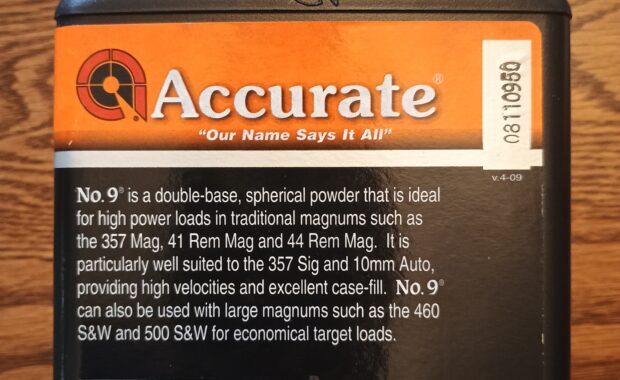 Accurate®
"Our Name Says It All"
08110950
v.4-09
No. 9® is a double-base, spherical powder that is ideal
for high power loads in traditional magnums such as
the 357 Mag, 41 Rem Mag and 44 Rem Mag. It is
particularly well suited to the 357 Sig and 10mm Auto,
providing high velocities and excellent case-fill. No. 9®
can also be used with large magnums such as the 460
S&W and 500 S&W for economical target loads.